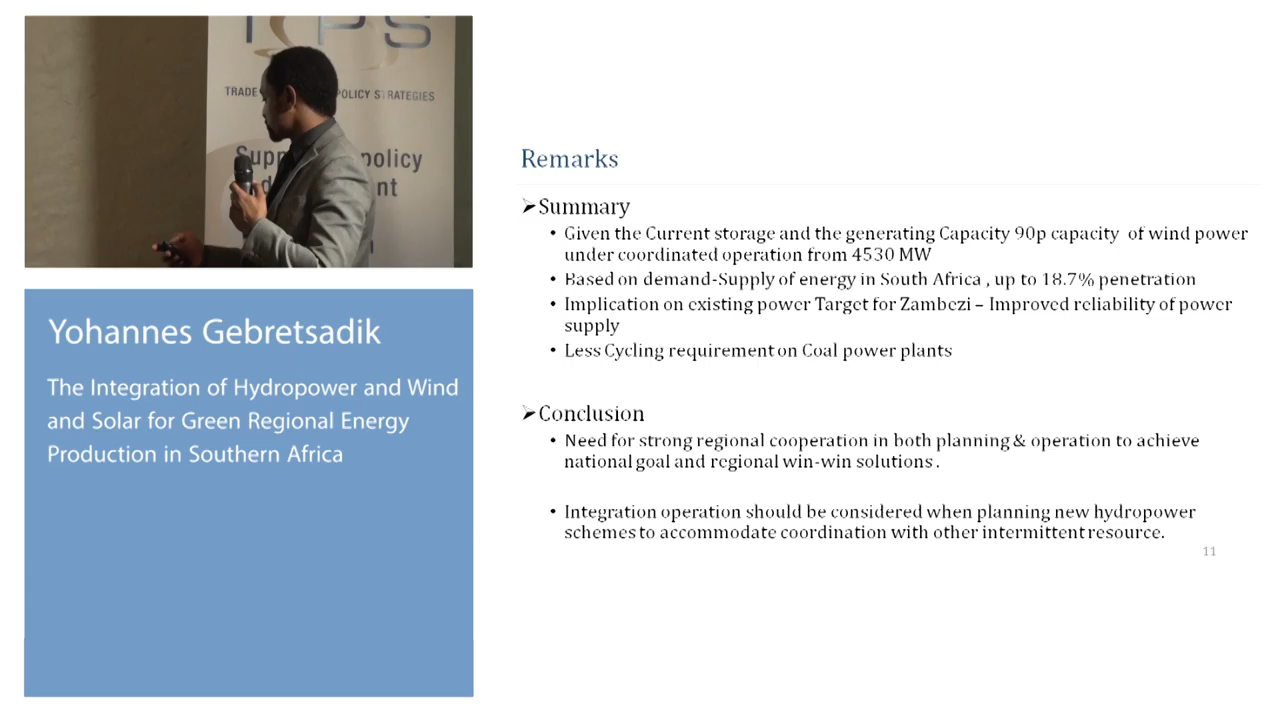 TPS
TRADE POLICY STRATEGIES
Supp policy
nt
Yohannes Gebretsadik
The Integration of Hydropower and Wind
and Solar for Green Regional Energy
Production in Southern Africa
Remarks
➢Summary
• Given the Current storage and the generating Capacity 90p capacity of wind power
under coordinated operation from 4530 MW
• Based on demand-Supply of energy in South Africa , up to 18.7% penetration
• Implication on existing power Target for Zambezi – Improved reliability of power
supply
• Less Cycling requirement on Coal power plants
➢Conclusion
• Need for strong regional cooperation in both planning & operation to achieve
national goal and regional win-win solutions .
• Integration operation should be considered when planning new hydropower
schemes to accommodate coordination with other intermittent resource.
11